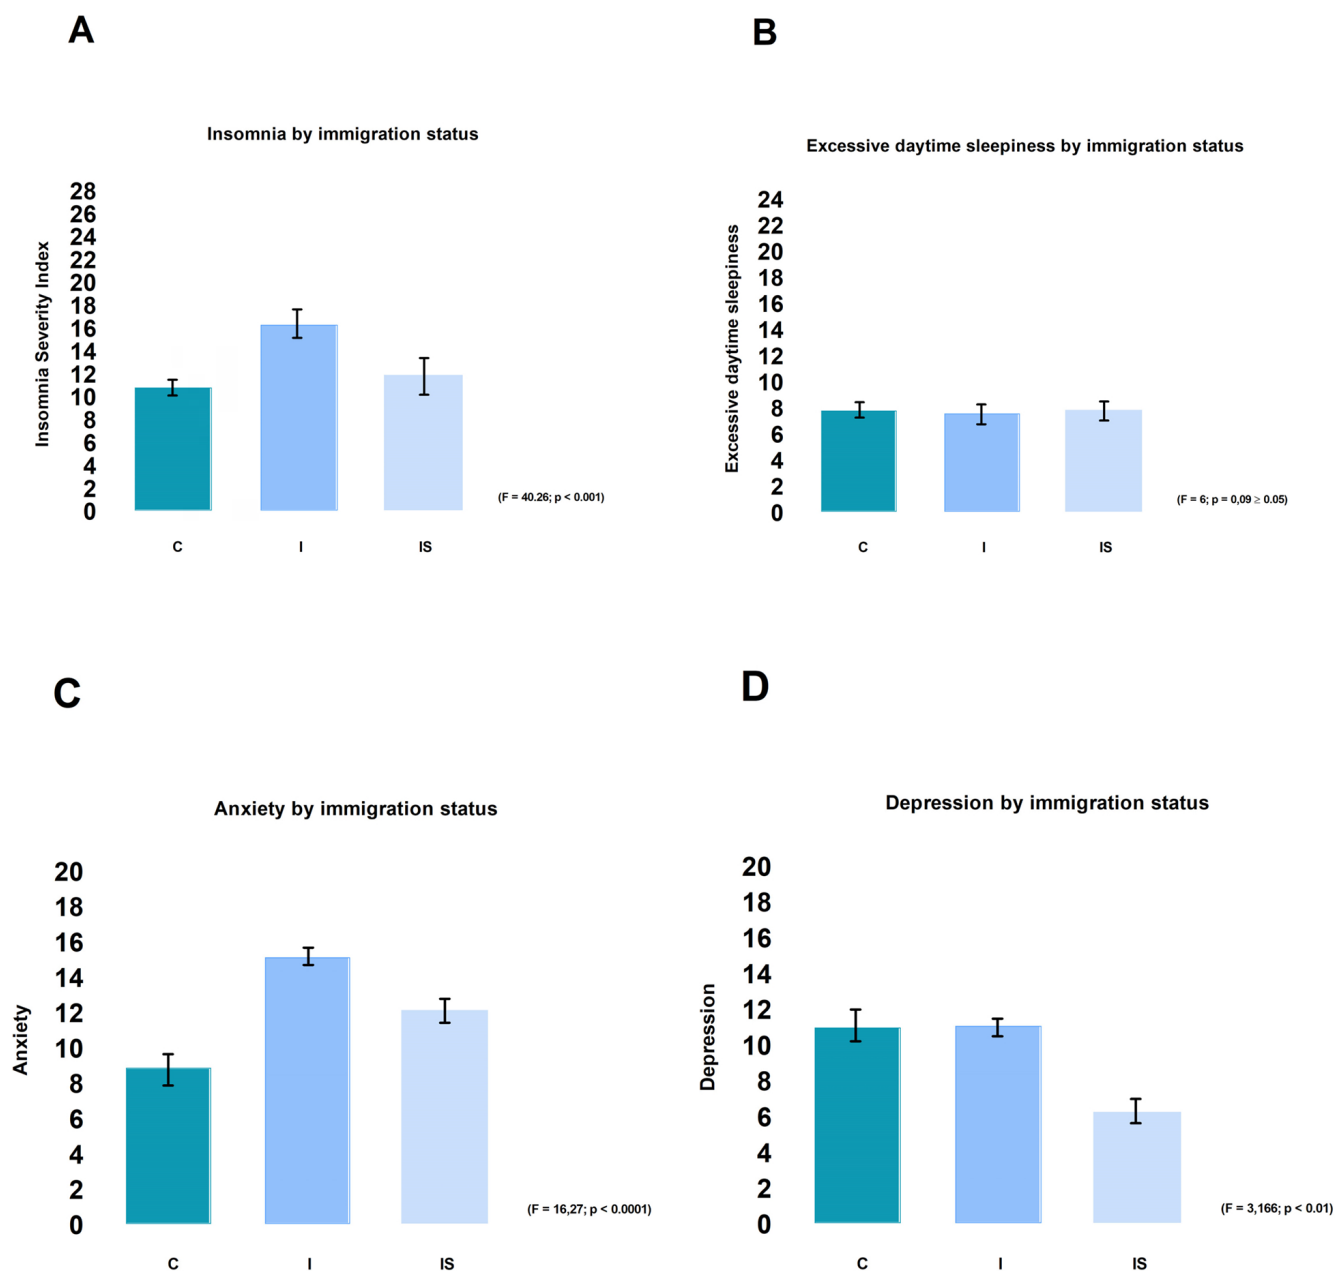 A
Insomnia by immigration status
Insomnia Severity Index
28
26
24
22
20
18
16
14
12
10
8
6
4
2
0
C I IS
(F = 40.26; p < 0.001)
B
Excessive daytime sleepiness by immigration status
Excessive daytime sleepiness
24
22
20
18
16
14
12
10
8
6
4
2
0
C I IS
(F = 6; p = 0,09 ≥ 0.05)
C
Anxiety by immigration status
Anxiety
20
18
16
14
12
10
8
6
4
2
0
C I IS
(F = 16,27; p < 0.0001)
D
Depression by immigration status
Depression
20
18
16
14
12
10
8
6
4
2
0
C I IS
(F = 3,166; p < 0.01)